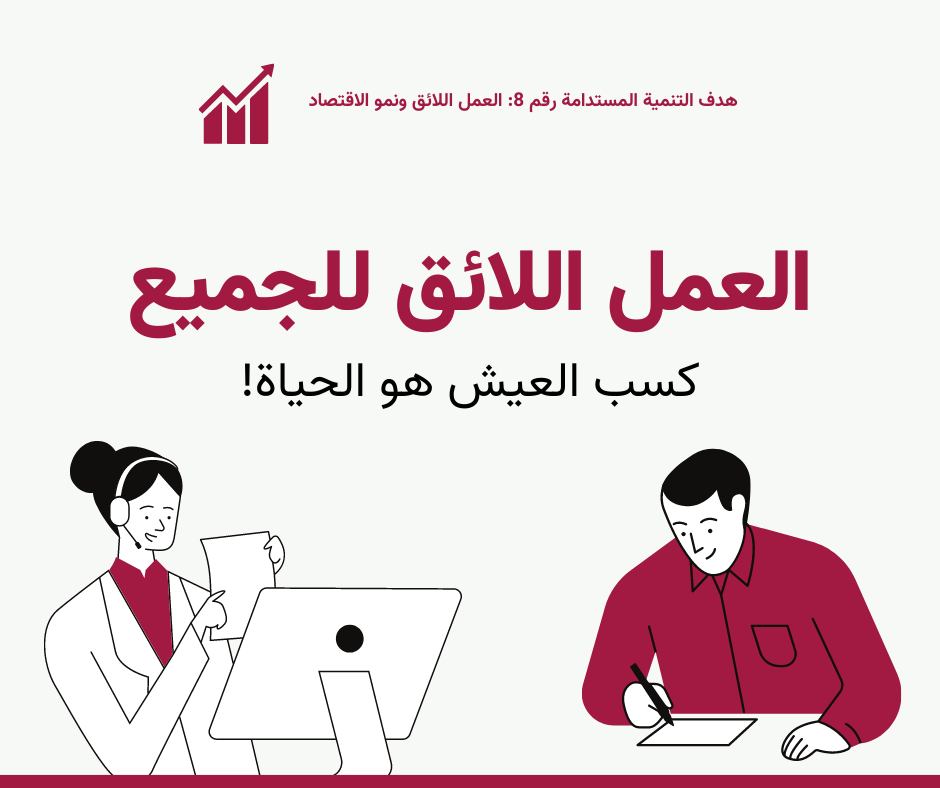 هدف التنمية المستدامة رقم 8: العمل اللائق ونمو الاقتصاد
العمل اللائق للجميع
كسب العيش هو الحياة!